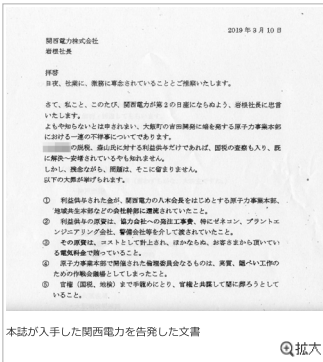 2019年3月10日
関西電力株式会社
岩根社長
拝啓
日夜、社業に、激務に専念されていることとご推察いたします。
さて、私こと、このたび、関西電力が第2の日産にならぬよう、岩根社長に忠言
いたします。
よもや知らないとは申されまい、大飯町の吉田開発に端を発する原子力事業本部
における一連の不祥事についてであります。
の脱税、森山氏に対する利益供与だけであれば、国税の査察も入り、既
に解決～安堵されているやも知れません。
しかし、残念ながら、問題は、そこに留まりません。
以下の大罪が挙げられます。
① 利益供与された金が、関西電力の八木会長をはじめとする原子力事業本部、
地域共生本部などの会社幹部に還流されていたこと。
② 利益供与の原資は、協力会社への発注工事費、特にゼネコン、プラントエ
ンジニアリング会社、警備会社等を介して渡されていたこと。
③ その原資は、コストとして計上され、ほかならぬ、お客さまから頂いてい
る電気料金で賄っていること。
④ 原子力事業本部で開催された倫理委員会なるものは、実質、隠ぺい工作の
ための作戦会議場としてしまったこと。
⑤ 官権（国税、地検）まで手籠めにとり、官権と共謀して闇に葬ろうとして
いること。
本誌が入手した関西電力を告発した文書
拡大